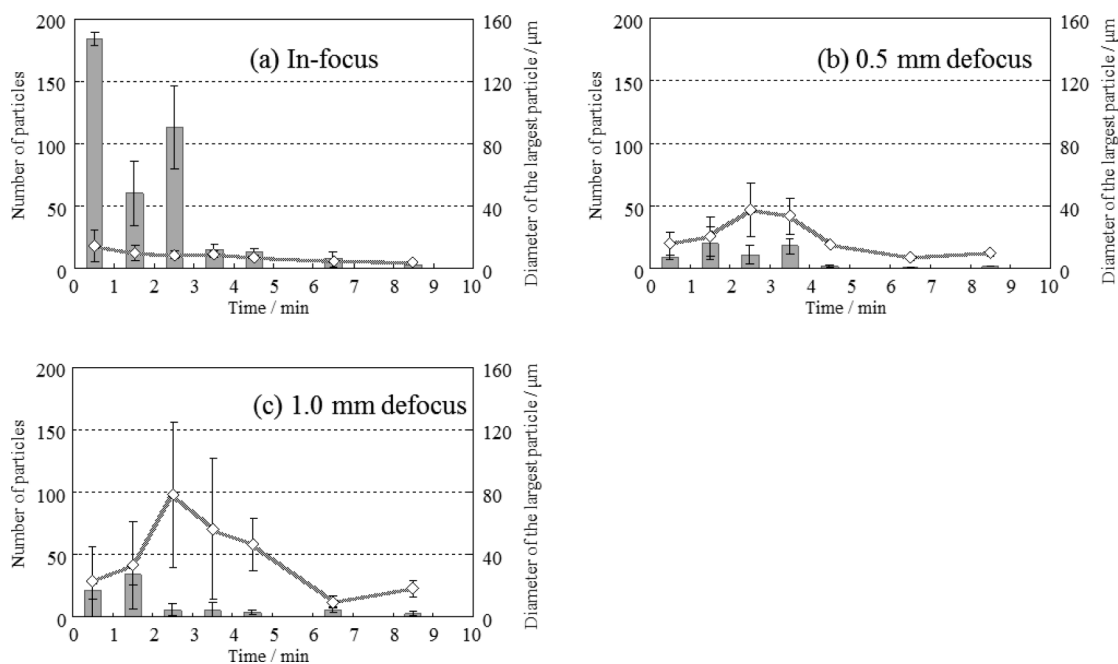 (a) In-focus
Number of particles
200
150
100
50
0
160
120
80
40
0
Diameter of the largest particle / μm
0 1 2 3 4 5 6 7 8 9 10
Time / min
(b) 0.5 mm defocus
Number of particles
200
150
100
50
0
160
120
80
40
0
Diameter of the largest particle / μm
0 1 2 3 4 5 6 7 8 9 10
Time / min
(c) 1.0 mm defocus
Number of particles
200
150
100
50
0
160
120
80
40
0
Diameter of the largest particle / μm
0 1 2 3 4 5 6 7 8 9 10
Time / min